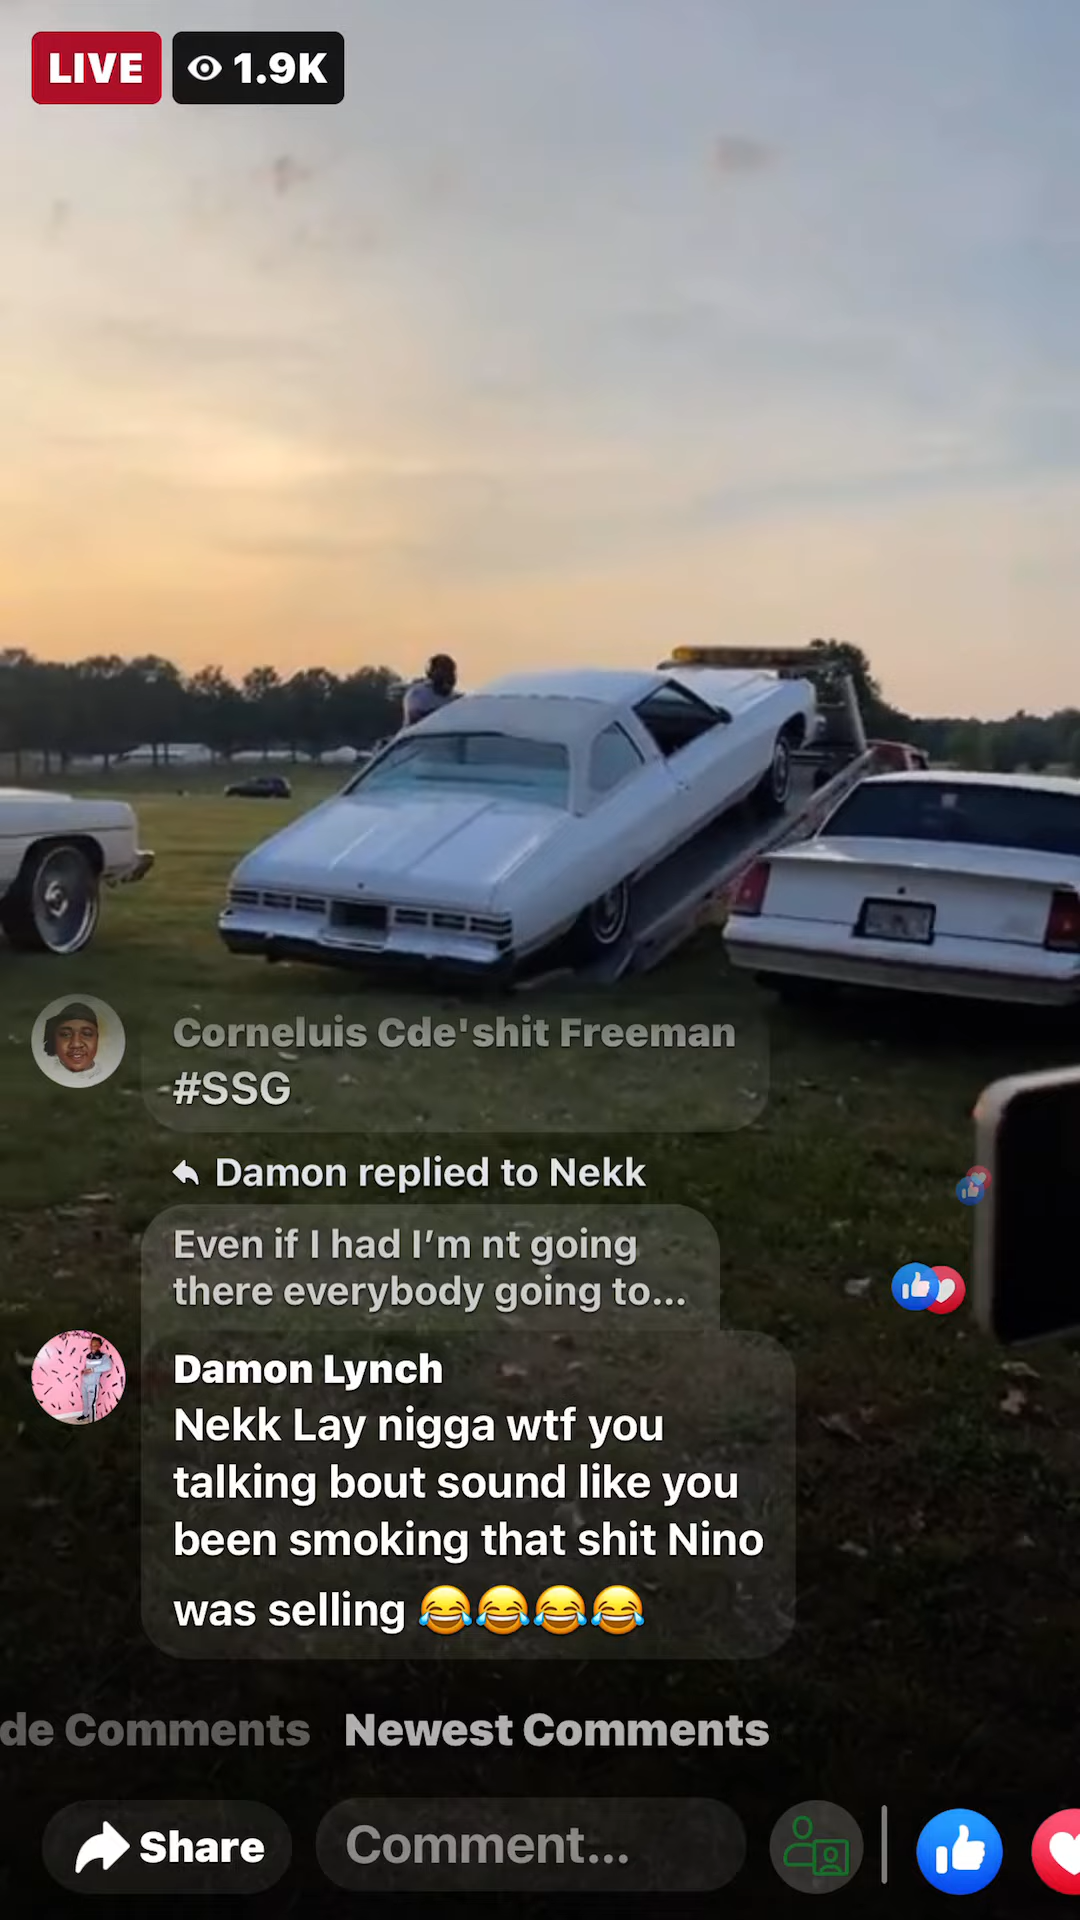 LIVE 1.9K
Corneluis Cde'shit Freeman
#SSG
Damon replied to Nekk
Even if I had I’m nt going
there everybody going to...
Damon Lynch
Nekk Lay nigga wtf you
talking bout sound like you
been smoking that shit Nino
was selling 😂😂😂😂
de Comments Newest Comments
Share Comment...